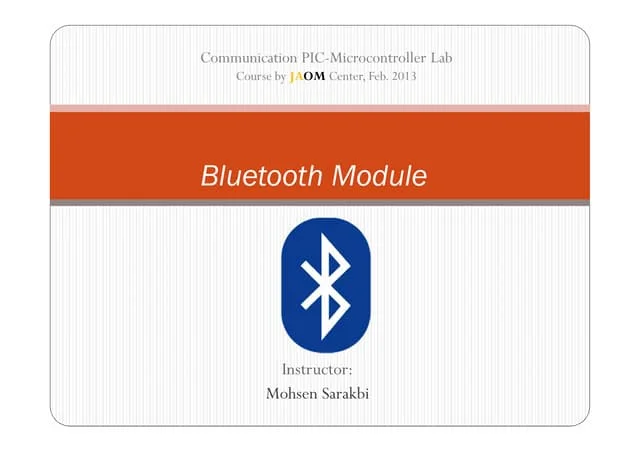 Communication PIC-Microcontroller Lab
Course by JAOM Center, Feb. 2013
Bluetooth Module
Instructor:
Mohsen Sarakbi